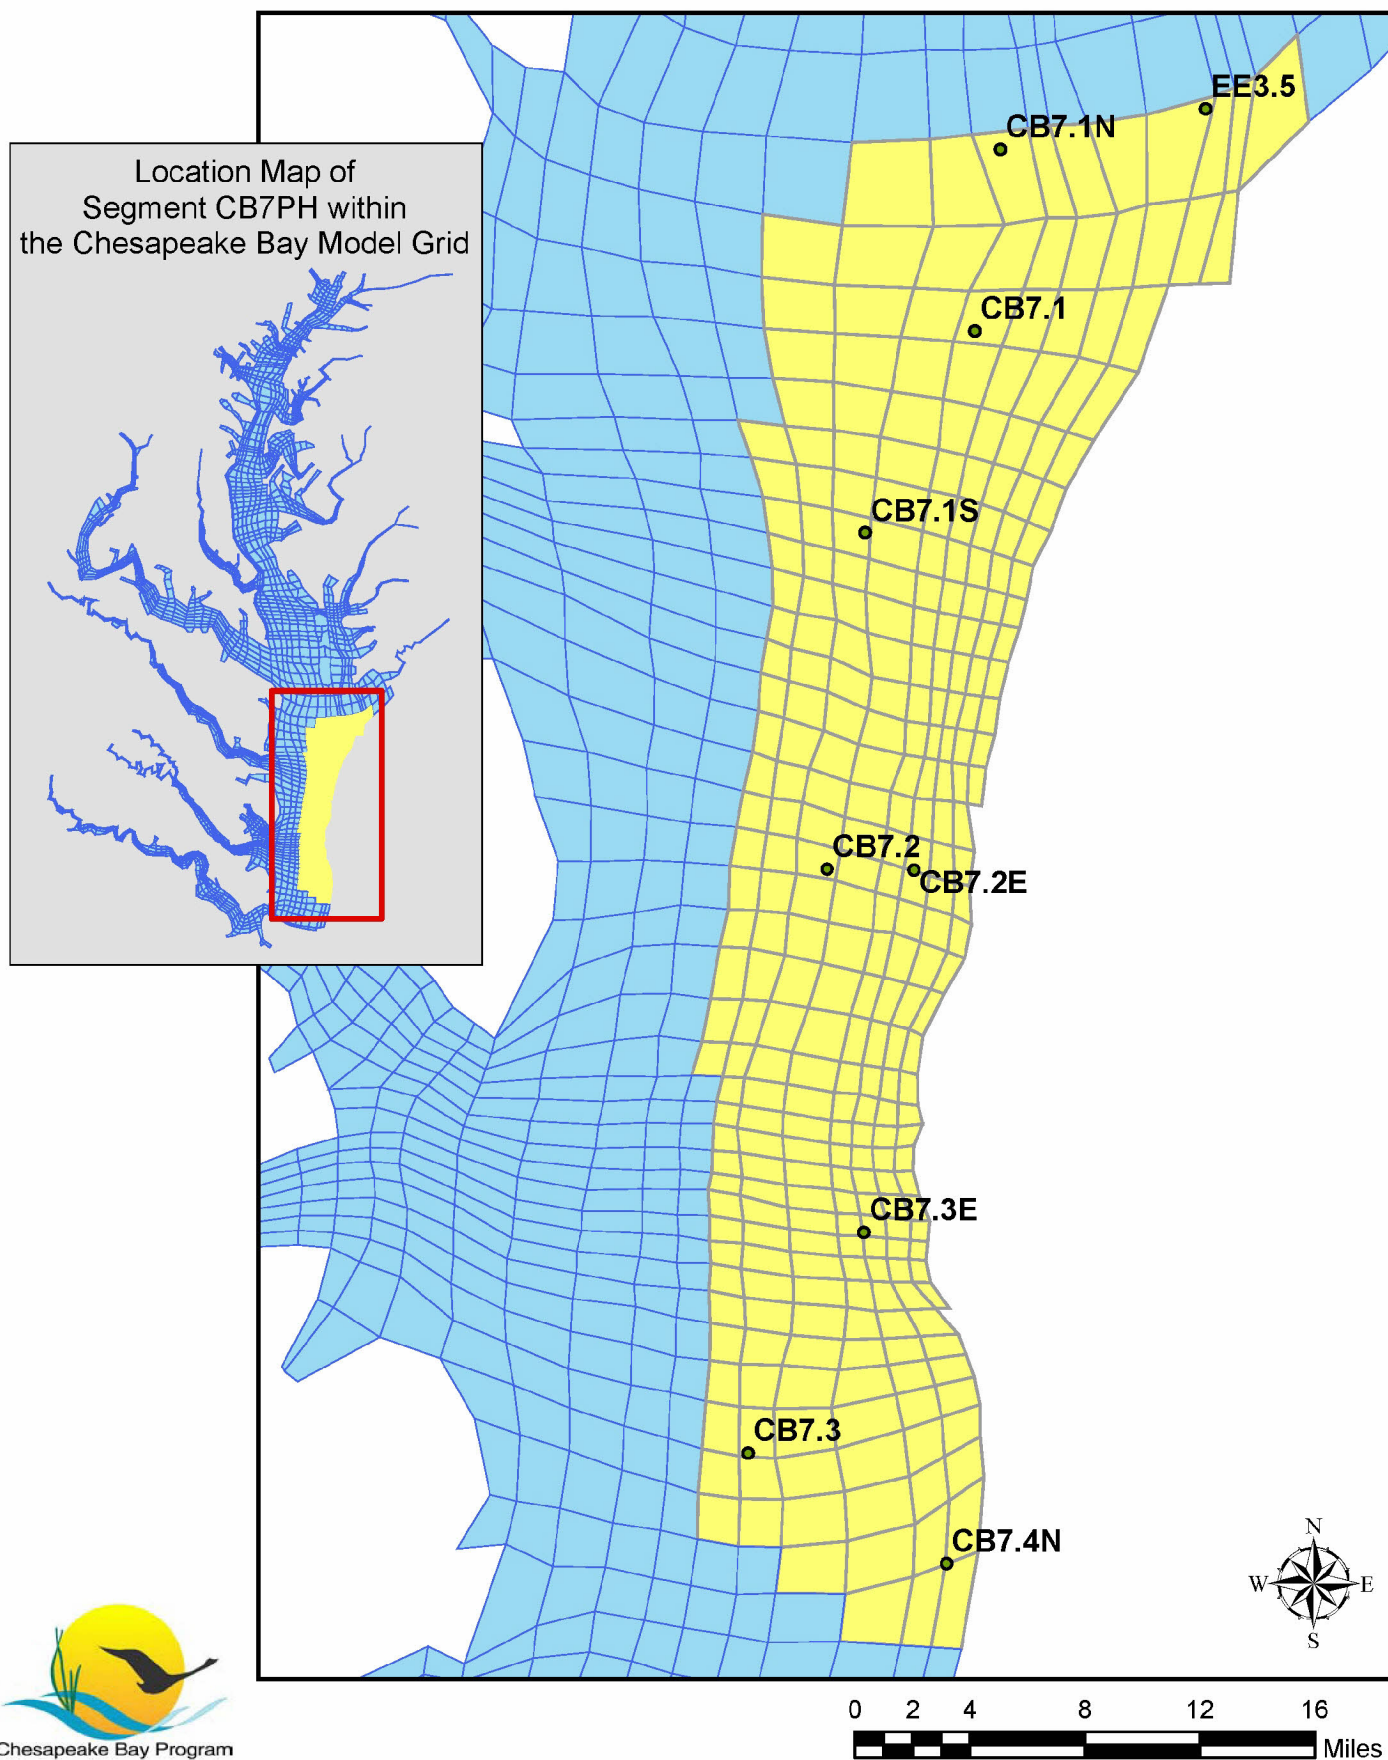 EE3.5
CB7.1N
Location Map of
Segment CB7PH within
the Chesapeake Bay Model Grid
CB7.1
CB7.1S
CB7.2
CB7.2E
CB7.3E
CB7.3
CB7.4N
N
W E
S
0 2 4 8 12 16
Miles
Chesapeake Bay Program